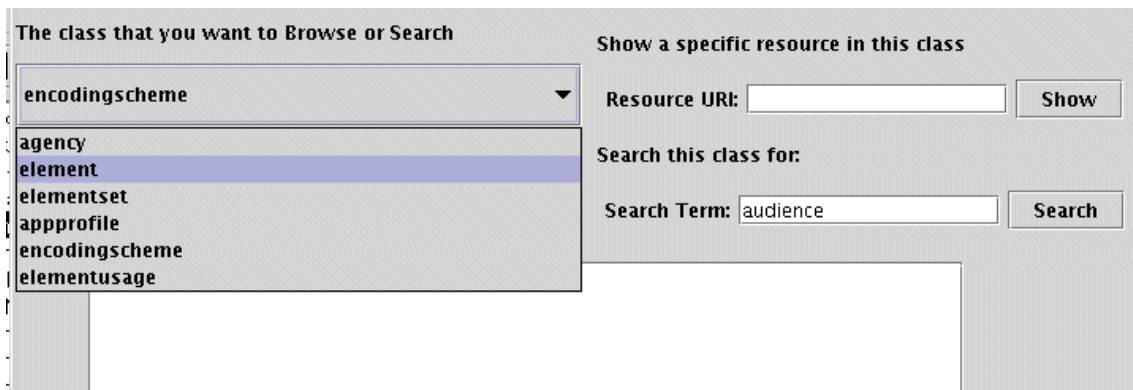 The class that you want to Browse or Search
encodingscheme
agency
element
elementset
appprofile
encodingscheme
elementusage
Show a specific resource in this class
Resource URI: Show
Search this class for:
Search Term: audience Search